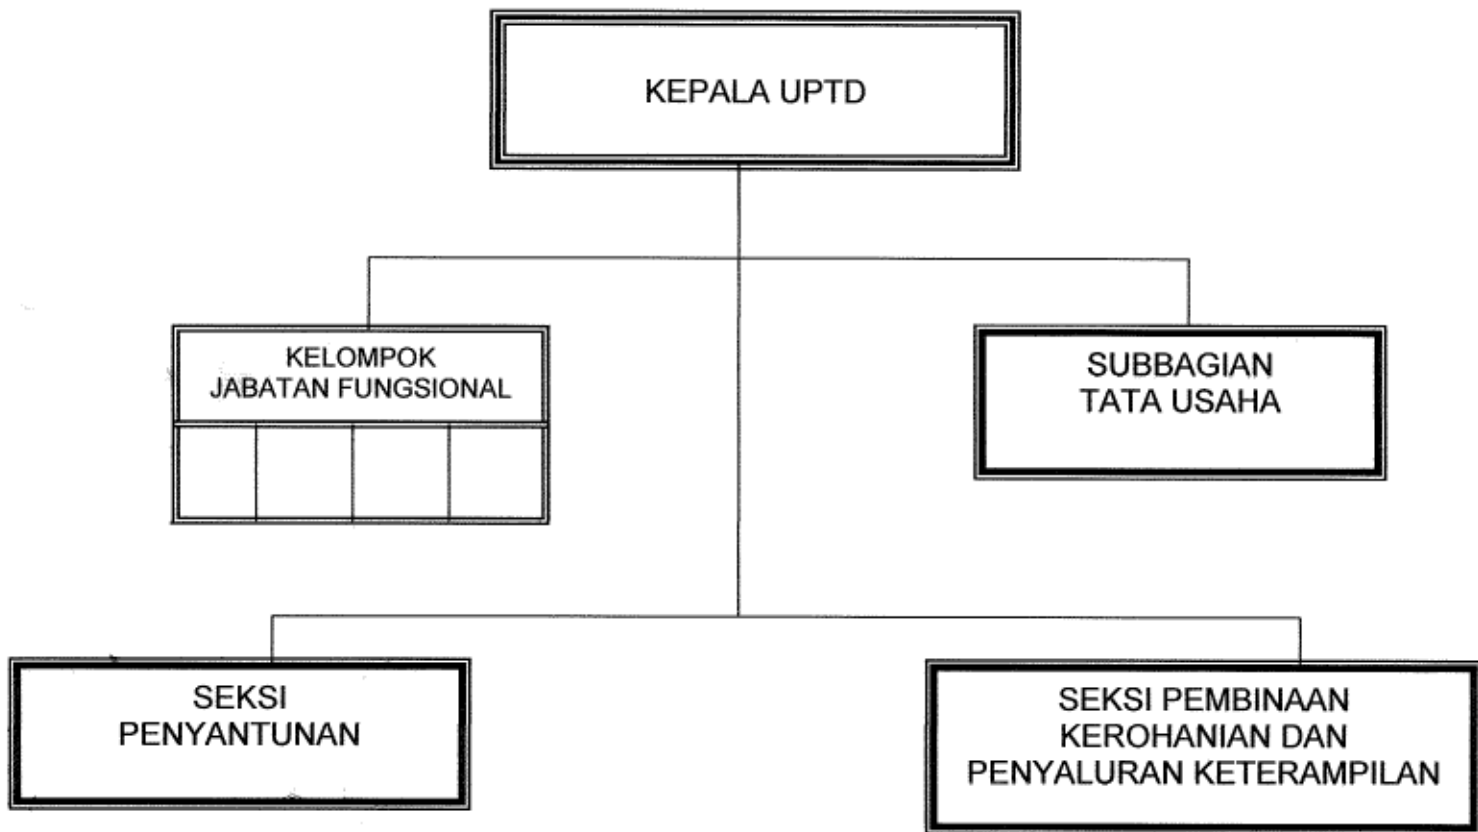 KEPALA UPTD
KELOMPOK
JABATAN FUNGSIONAL
SUBBAGIAN
TATA USAHA
SEKSI
PENYANTUNAN
SEKSI PEMBINAAN
KEROHANIAN DAN
PENYALURAN KETERAMPILAN